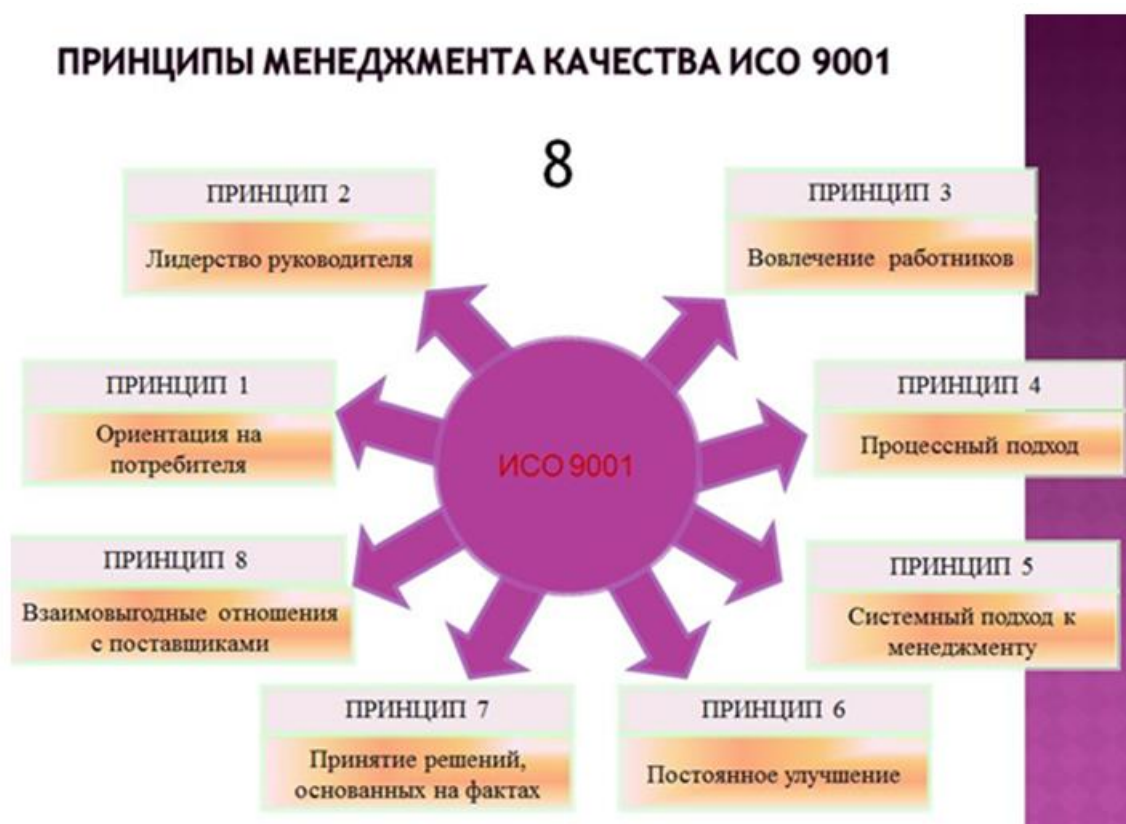 ПРИНЦИПЫ МЕНЕДЖМЕНТА КАЧЕСТВА ИСО 9001
8
ПРИНЦИП 2
Лидерство руководителя
ПРИНЦИП 3
Вовлечение работников
ПРИНЦИП 1
Ориентация на
потребителя
ПРИНЦИП 4
Процессный подход
ИСО 9001
ПРИНЦИП 8
Взаимовыгодные отношения
с поставщиками
ПРИНЦИП 5
Системный подход к
менеджменту
ПРИНЦИП 7
Принятие решений,
основанных на фактах
ПРИНЦИП 6
Постоянное улучшение